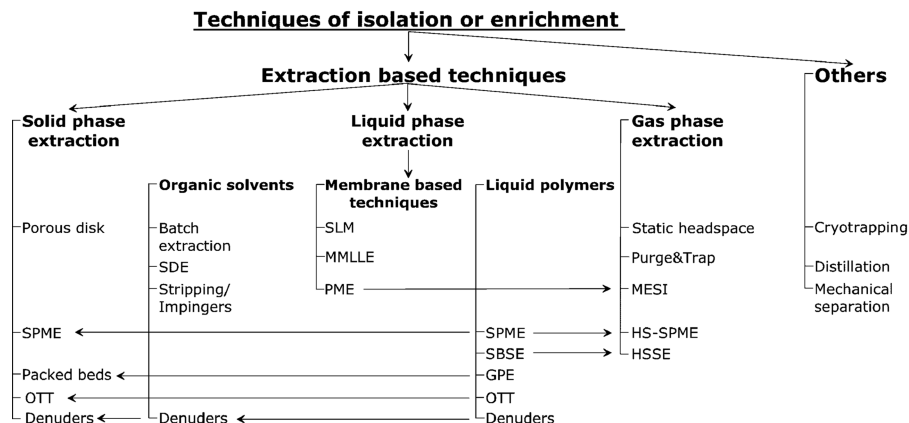 Techniques of isolation or enrichment
Extraction based techniques
Others
Solid phase
extraction
Liquid phase
extraction
Gas phase
extraction
Organic solvents
Membrane based
techniques
Liquid polymers
Porous disk
Batch
extraction
SLM
Static headspace
Cryotrapping
MMLLE
Purge&Trap
SDE
Distillation
Stripping/
Impingers
PME
MESI
Mechanical
separation
SPME
SPME
HS-SPME
SBSE
HSSE
Packed beds
GPE
OTT
OTT
Denuders
Denuders
Denuders